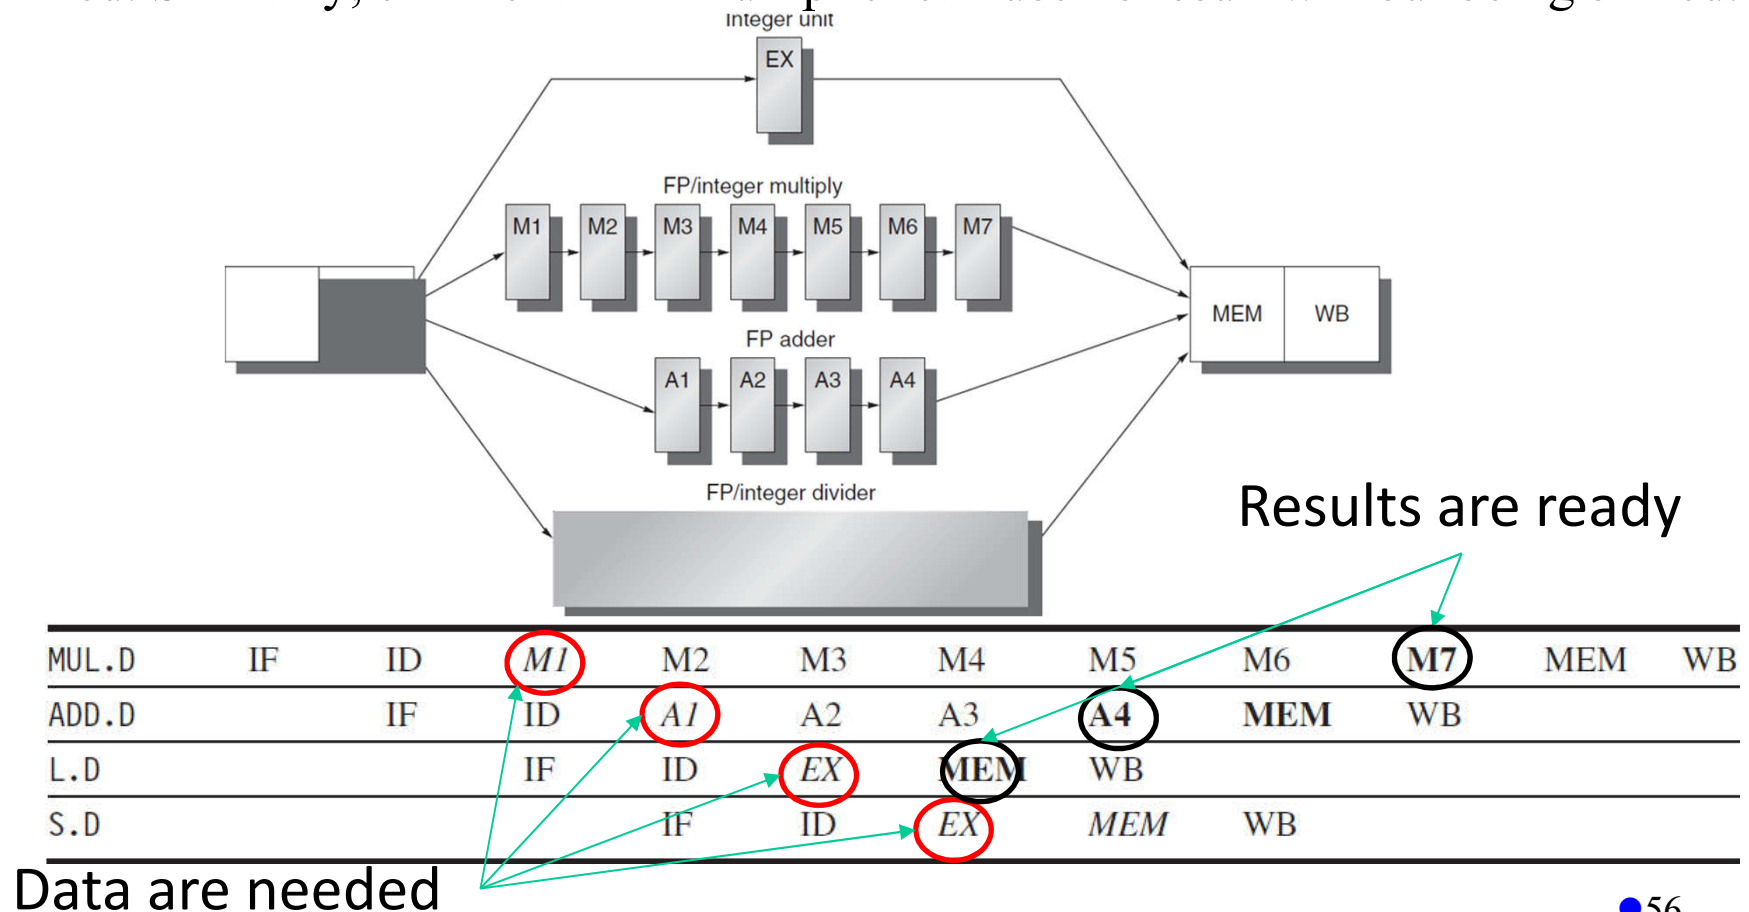 Integer unit
EX
FP/integer multiply
M1 M2 M3 M4 M5 M6 M7
MEM WB
FP adder
A1 A2 A3 A4
FP/integer divider
Results are ready
MUL.D IF ID M1 M2 M3 M4 M5 M6 M7 MEM WB
ADD.D IF ID A1 A2 A3 A4 MEM WB
L.D IF ID EX MEM WB
S.D IF ID EX MEM WB
Data are needed
56